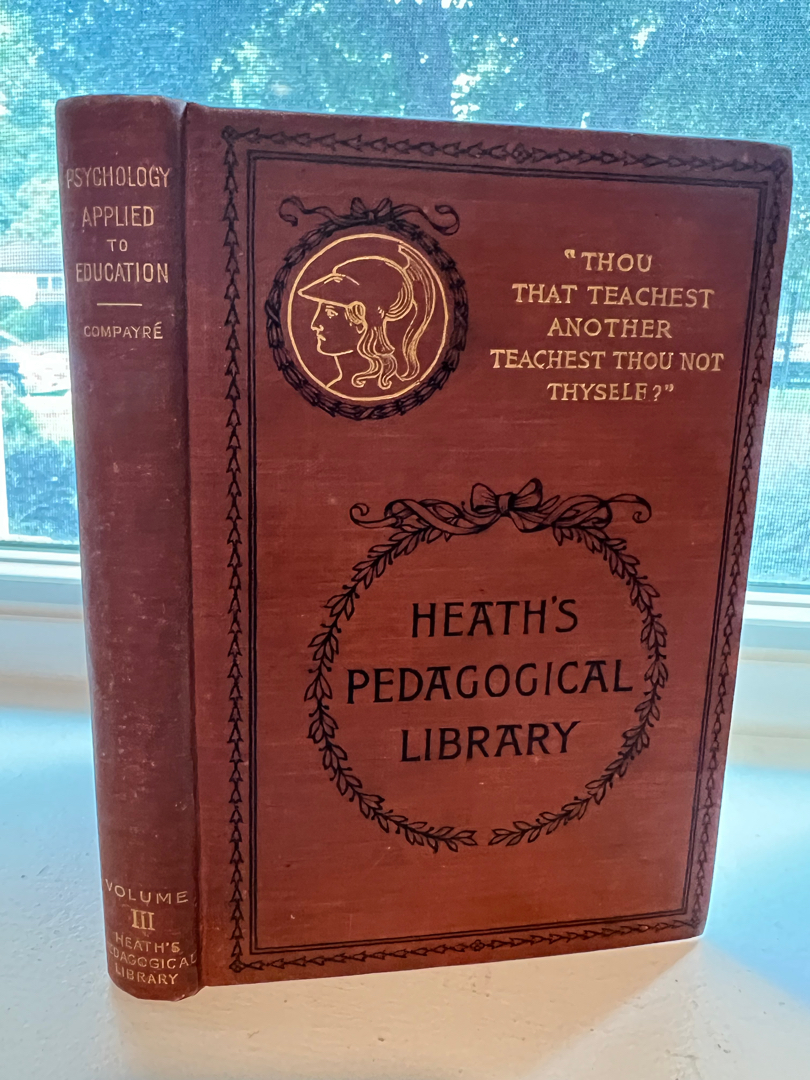 PSYCHOLOGY
APPLIED
TO
EDUCATION
COMPAYRÉ
VOLUME
III
HEATH'S
PEDAGOGICAL
LIBRARY
"THOU
THAT TEACHEST
ANOTHER
TEACHEST THOU NOT
THYSELF?"
HEATH'S
PEDAGOGICAL
LIBRARY